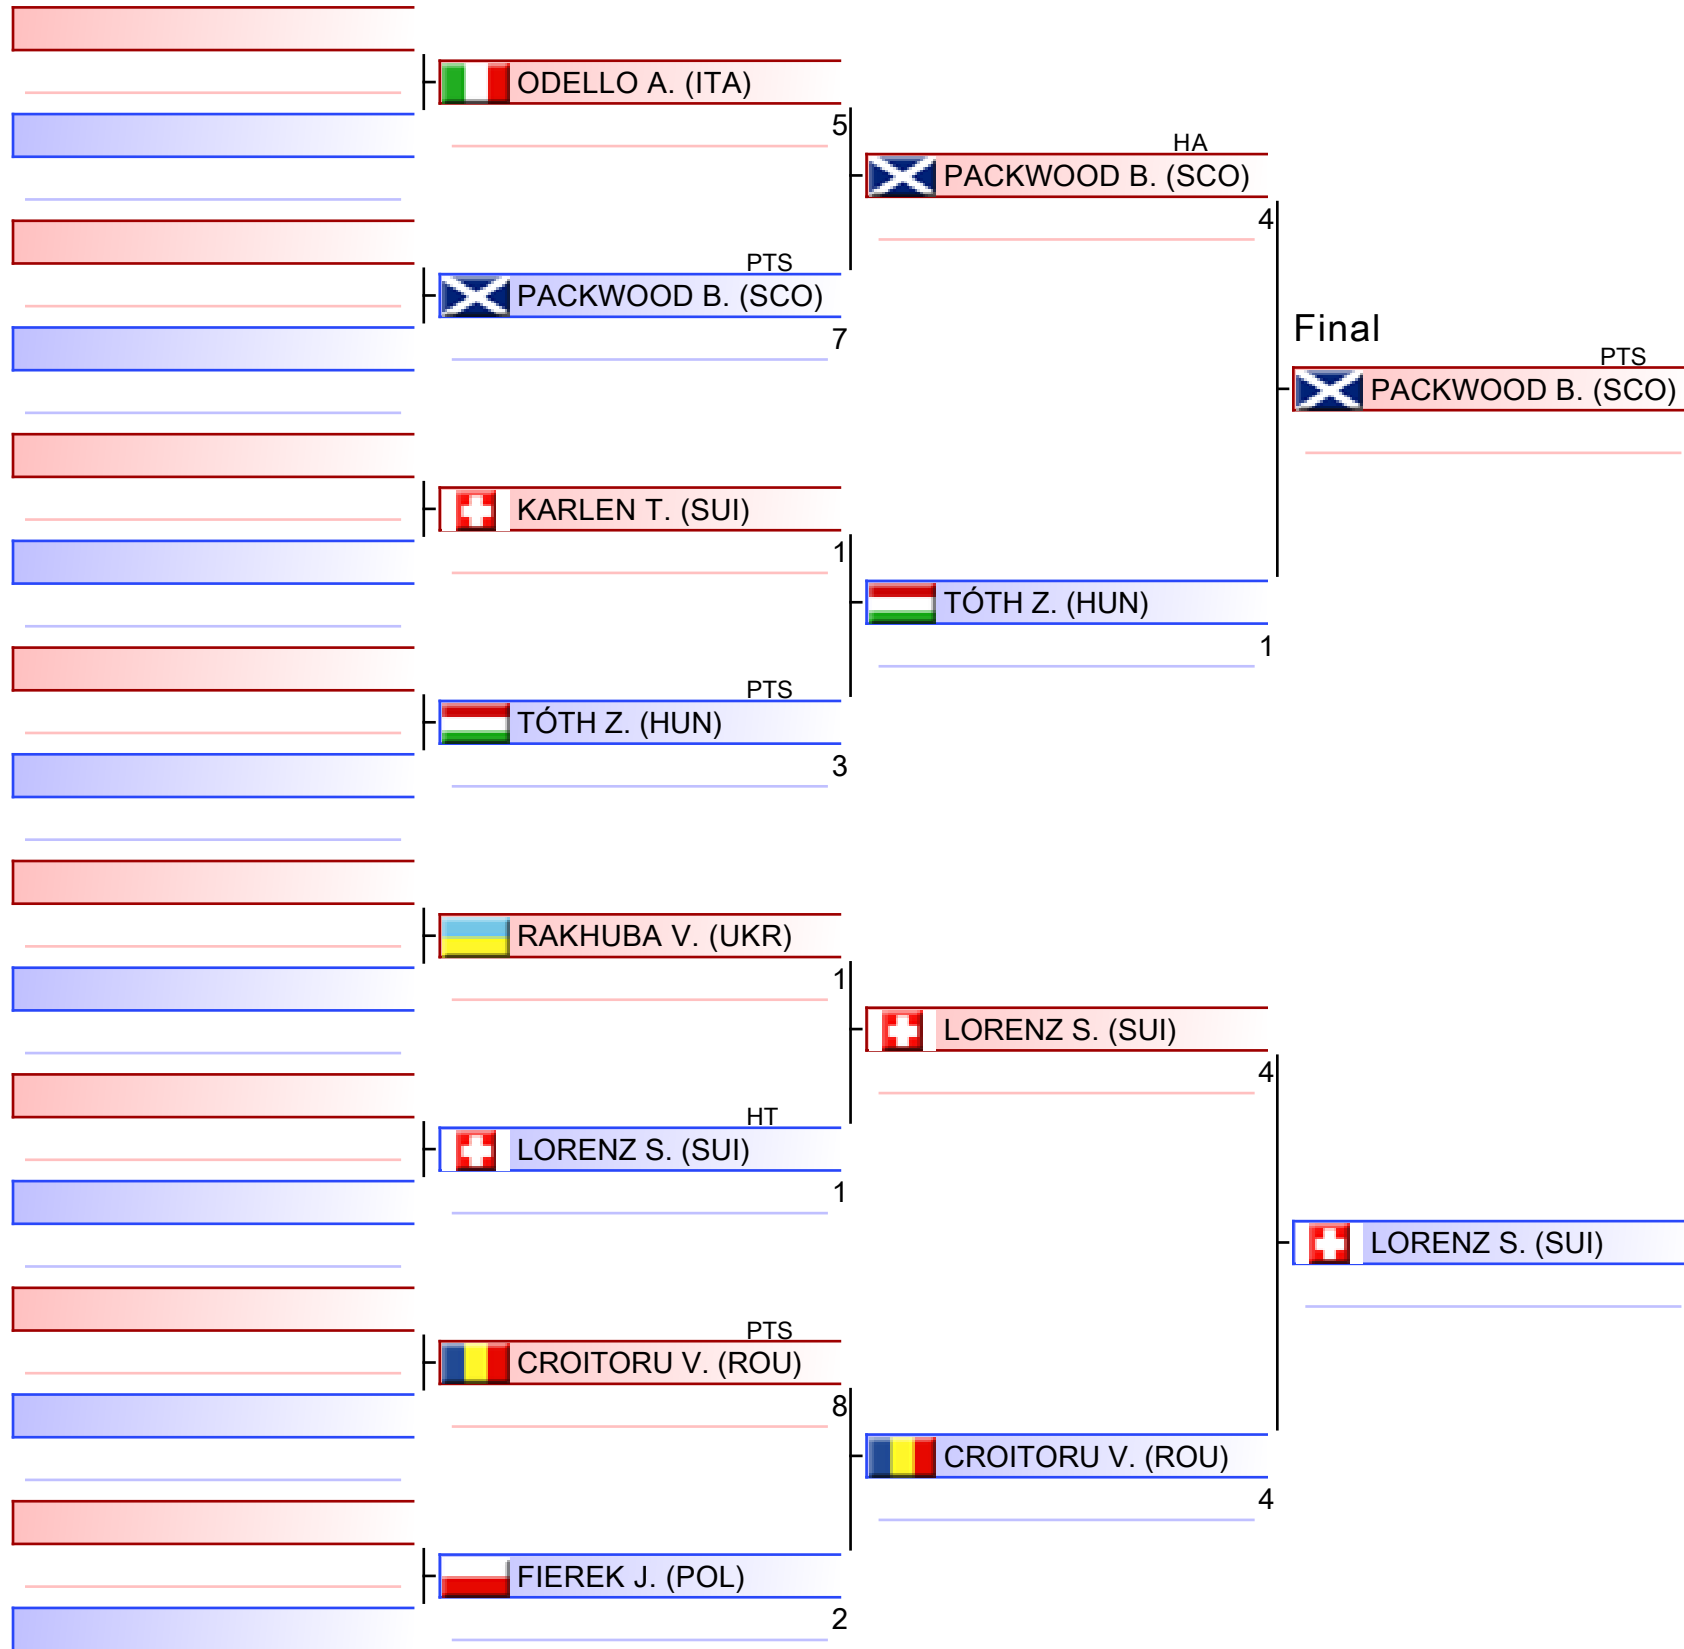 ODELLO A. (ITA)
5
HA
PACKWOOD B. (SCO)
4
PTS
PACKWOOD B. (SCO)
7
Final
PTS
PACKWOOD B. (SCO)
KARLEN T. (SUI)
1
TÓTH Z. (HUN)
1
PTS
TÓTH Z. (HUN)
3
RAKHUBA V. (UKR)
1
LORENZ S. (SUI)
4
HT
LORENZ S. (SUI)
1
LORENZ S. (SUI)
PTS
CROITORU V. (ROU)
8
CROITORU V. (ROU)
4
FIEREK J. (POL)
2